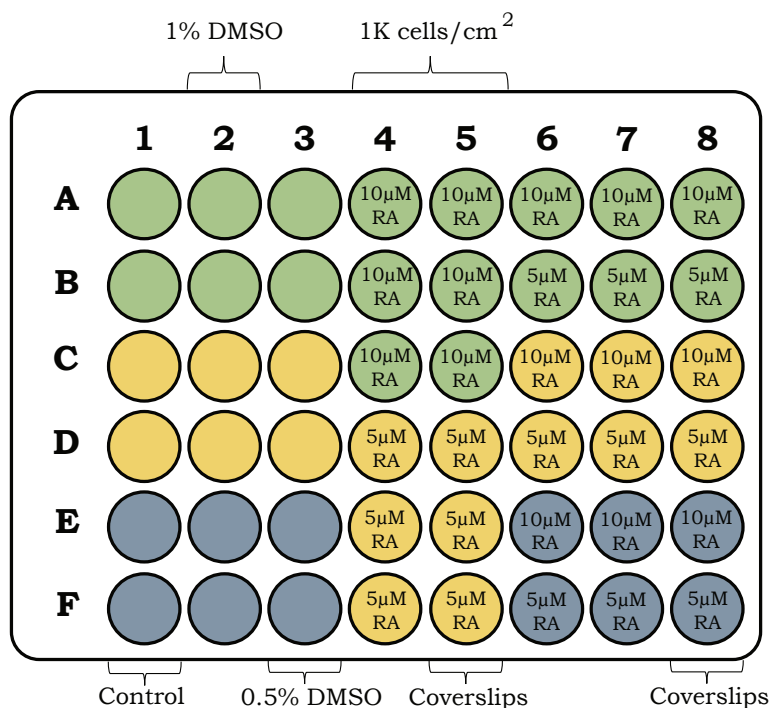 1% DMSO 1K cells/cm²
1 2 3 4 5 6 7 8
A 10µM 10µM 10µM 10µM 10µM
RA RA RA RA RA
B 10µM 10µM 5µM 5µM 5µM
RA RA RA RA RA
C 10µM 10µM 10µM 10µM 10µM
RA RA RA RA RA
D 5µM 5µM 5µM 5µM 5µM
RA RA RA RA RA
E 5µM 5µM 10µM 10µM 10µM
RA RA RA RA RA
F 5µM 5µM 5µM 5µM 5µM
RA RA RA RA RA
Control 0.5% DMSO Coverslips Coverslips